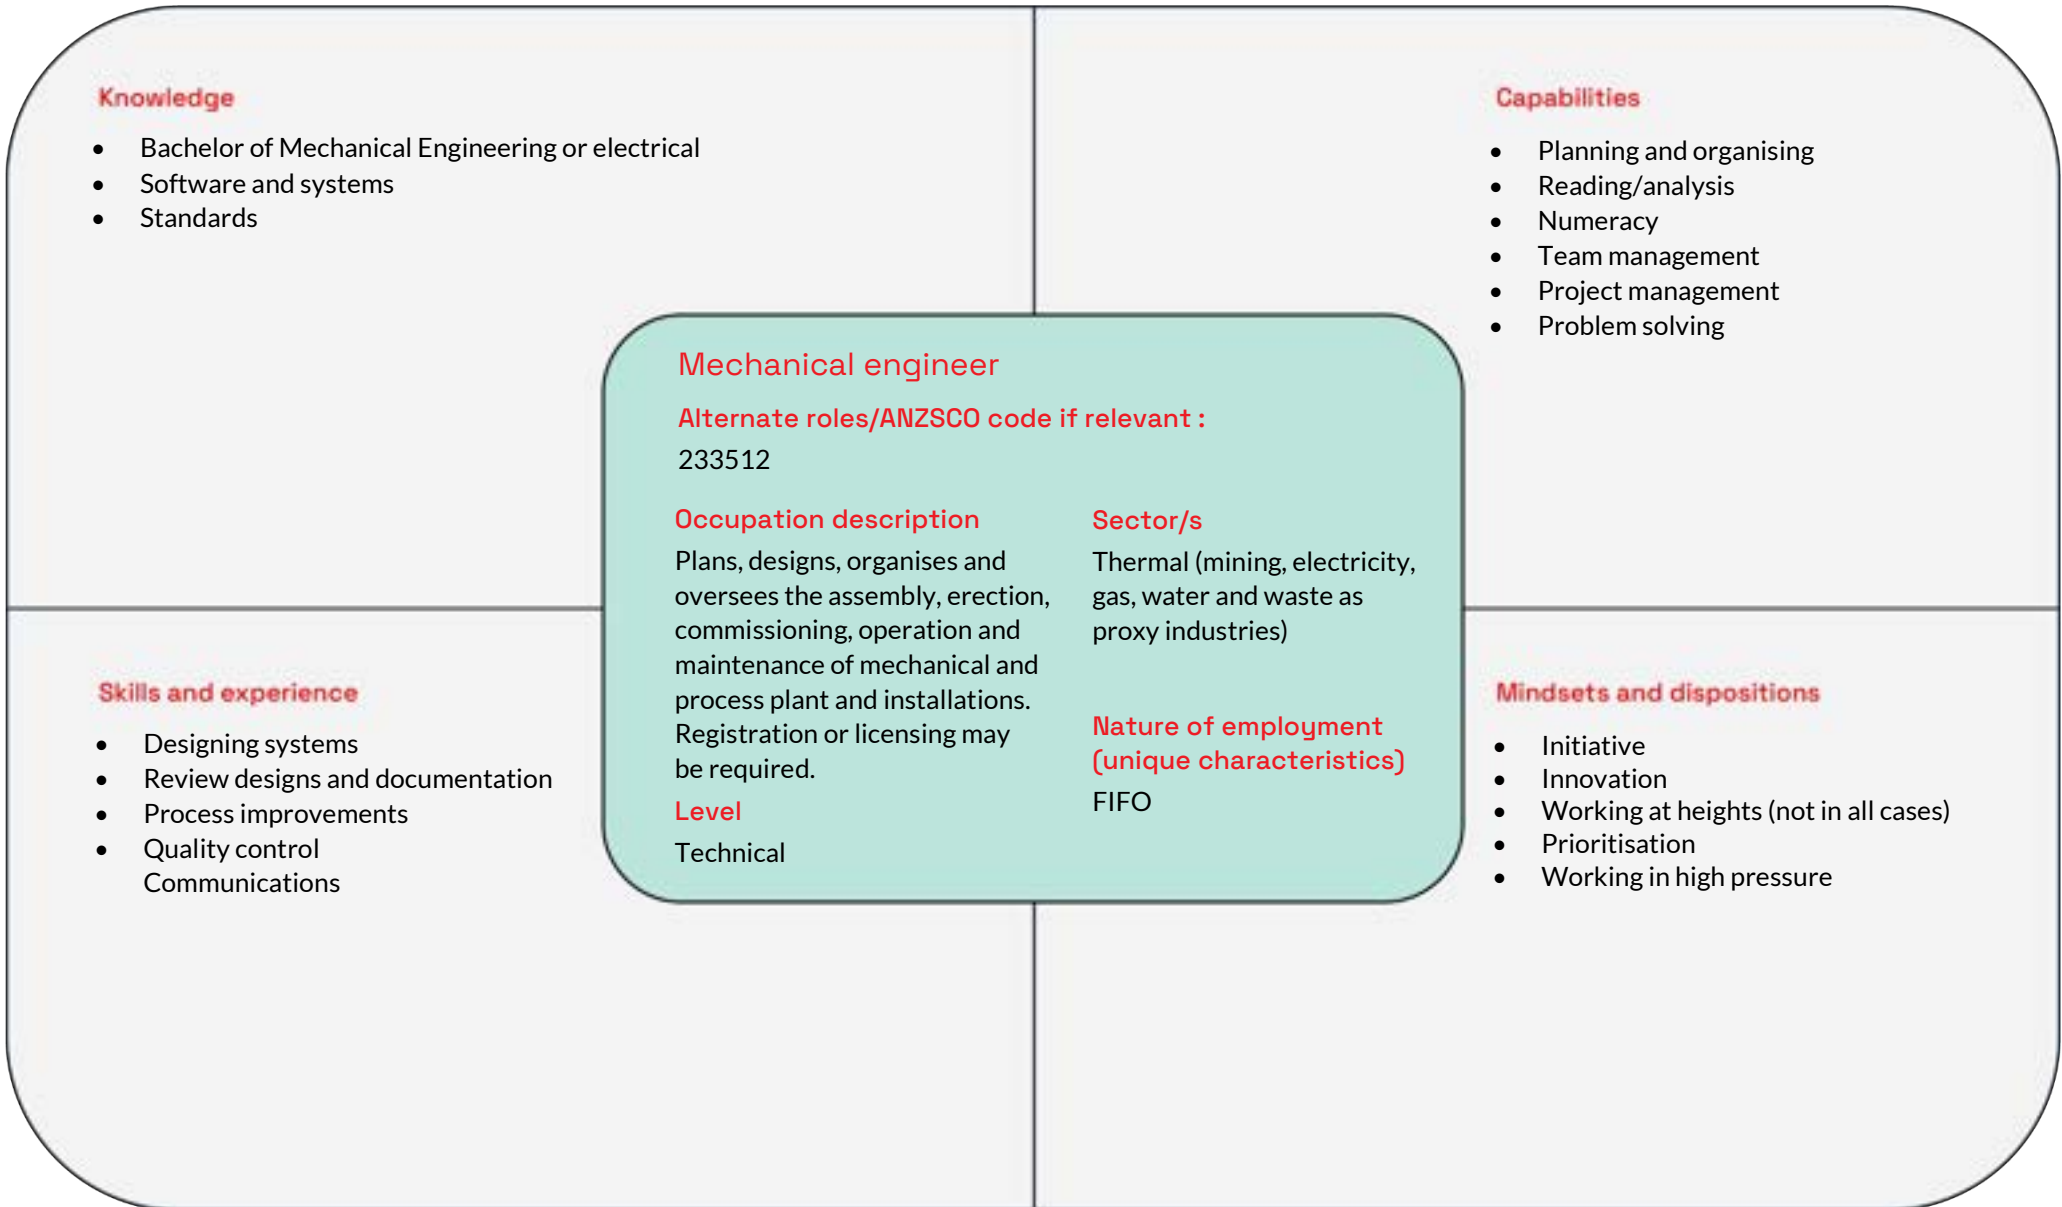 Knowledge
• Bachelor of Mechanical Engineering or electrical
• Software and systems
• Standards
Capabilities
• Planning and organising
• Reading/analysis
• Numeracy
• Team management
• Project management
• Problem solving
Mechanical engineer
Alternate roles/ANZSCO code if relevant :
233512
Occupation description
Plans, designs, organises and
oversees the assembly, erection,
commissioning, operation and
maintenance of mechanical and
process plant and installations.
Registration or licensing may
be required.
Level
Technical
Sector/s
Thermal (mining, electricity,
gas, water and waste as
proxy industries)
Nature of employment
(unique characteristics)
FIFO
Skills and experience
• Designing systems
• Review designs and documentation
• Process improvements
• Quality control
Communications
Mindsets and dispositions
• Initiative
• Innovation
• Working at heights (not in all cases)
• Prioritisation
• Working in high pressure